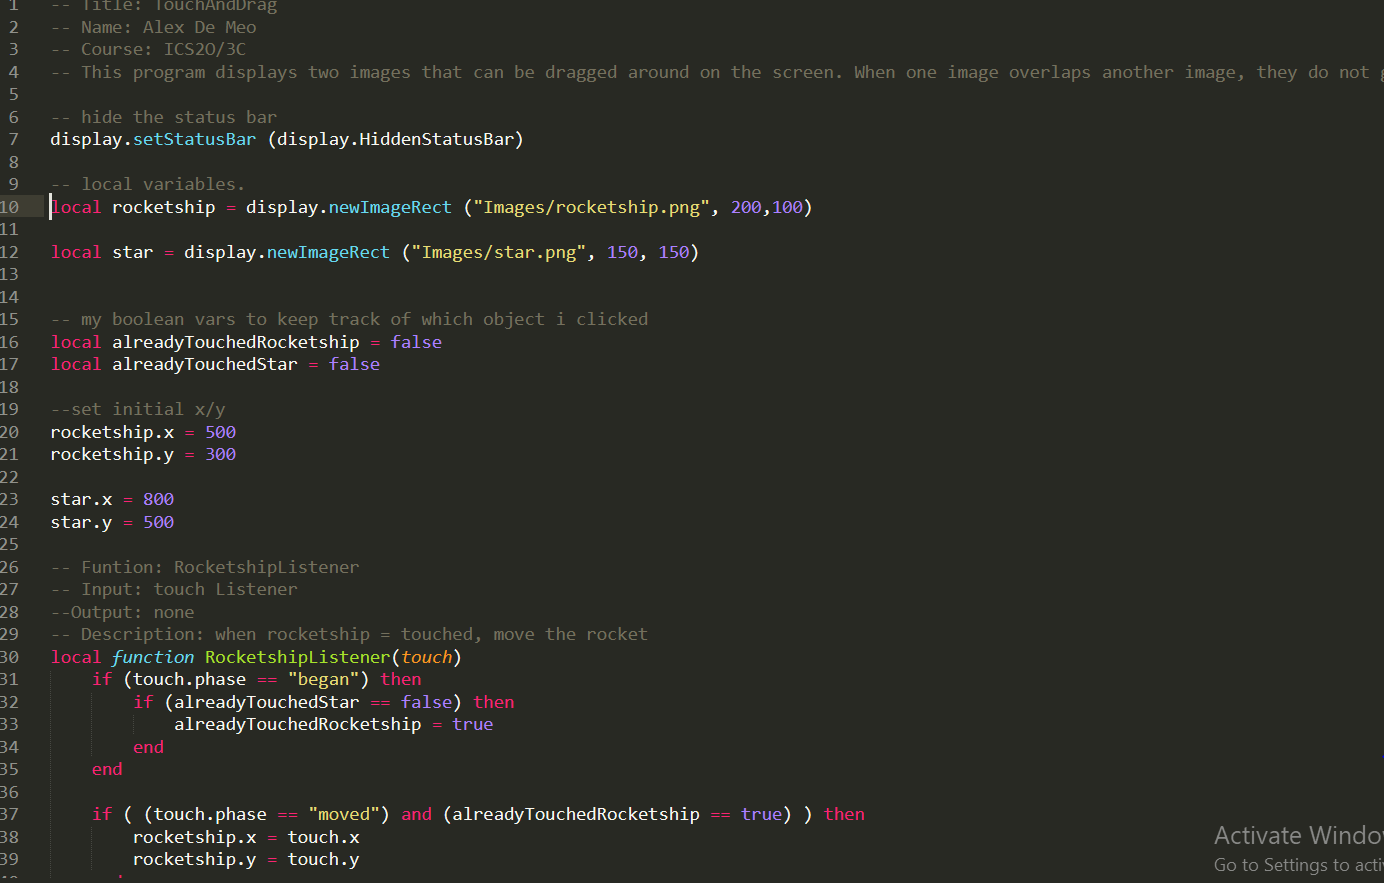 1 -- Title: TouchAndDrag
2 -- Name: Alex De Meo
3 -- Course: ICS2O/3C
4 -- This program displays two images that can be dragged around on the screen. When one image overlaps another image, they do not
5
6 -- hide the status bar
7 display.setStatusBar (display.HiddenStatusBar)
8
9 -- local variables.
10 local rocketship = display.newImageRect ("Images/rocketship.png", 200,100)
11
12 local star = display.newImageRect ("Images/star.png", 150, 150)
13
14
15 -- my boolean vars to keep track of which object i clicked
16 local alreadyTouchedRocketship = false
17 local alreadyTouchedStar = false
18
19 --set initial x/y
20 rocketship.x = 500
21 rocketship.y = 300
22
23 star.x = 800
24 star.y = 500
25
26 -- Funtion: RocketshipListener
27 -- Input: touch Listener
28 --Output: none
29 -- Description: when rocketship = touched, move the rocket
30 local function RocketshipListener(touch)
31 if (touch.phase == "began") then
32 if (alreadyTouchedStar == false) then
33 alreadyTouchedRocketship = true
34 end
35 end
36
37 if ( (touch.phase == "moved") and (alreadyTouchedRocketship == true) ) then
38 rocketship.x = touch.x
39 rocketship.y = touch.y
Activate Windo
Go to Settings to acti